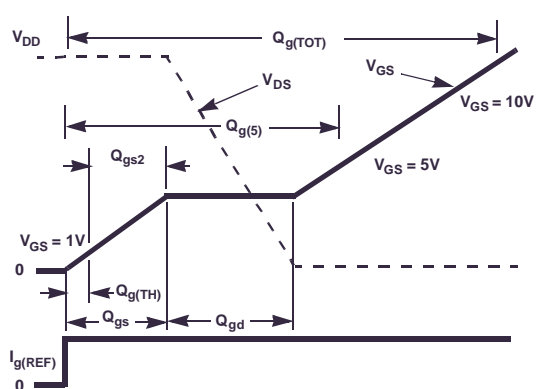 V_DD
Q_g(TOT)
V_DS
V_GS
V_GS = 10V
Q_g(5)
Q_gs2
V_GS = 5V
V_GS = 1V
0
Q_g(TH)
Q_gs
Q_gd
I_g(REF)
0